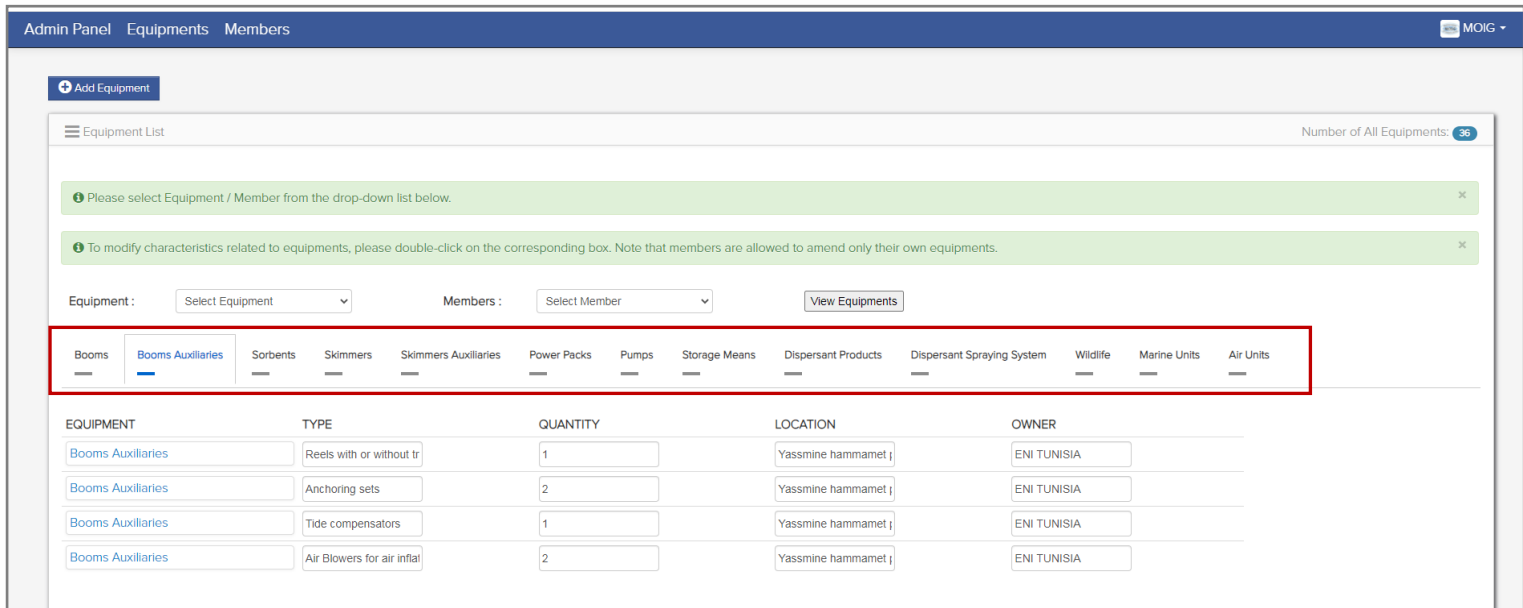 Admin Panel Equipments Members MOIG
Add Equipment
Equipment List Number of All Equipments: 36
Please select Equipment / Member from the drop-down list below. ×
To modify characteristics related to equipments, please double-click on the corresponding box. Note that members are allowed to amend only their own equipments. ×
Equipment : Select Equipment Members : Select Member View Equipments
Booms Booms Auxiliaries Sorbents Skimmers Skimmers Auxiliaries Power Packs Pumps Storage Means Dispersant Products Dispersant Spraying System Wildlife Marine Units Air Units
EQUIPMENT TYPE QUANTITY LOCATION OWNER
Booms Auxiliaries Reels with or without tr 1 Yassmine hammamet p ENI TUNISIA
Booms Auxiliaries Anchoring sets 2 Yassmine hammamet p ENI TUNISIA
Booms Auxiliaries Tide compensators 1 Yassmine hammamet p ENI TUNISIA
Booms Auxiliaries Air Blowers for air inflat 2 Yassmine hammamet p ENI TUNISIA